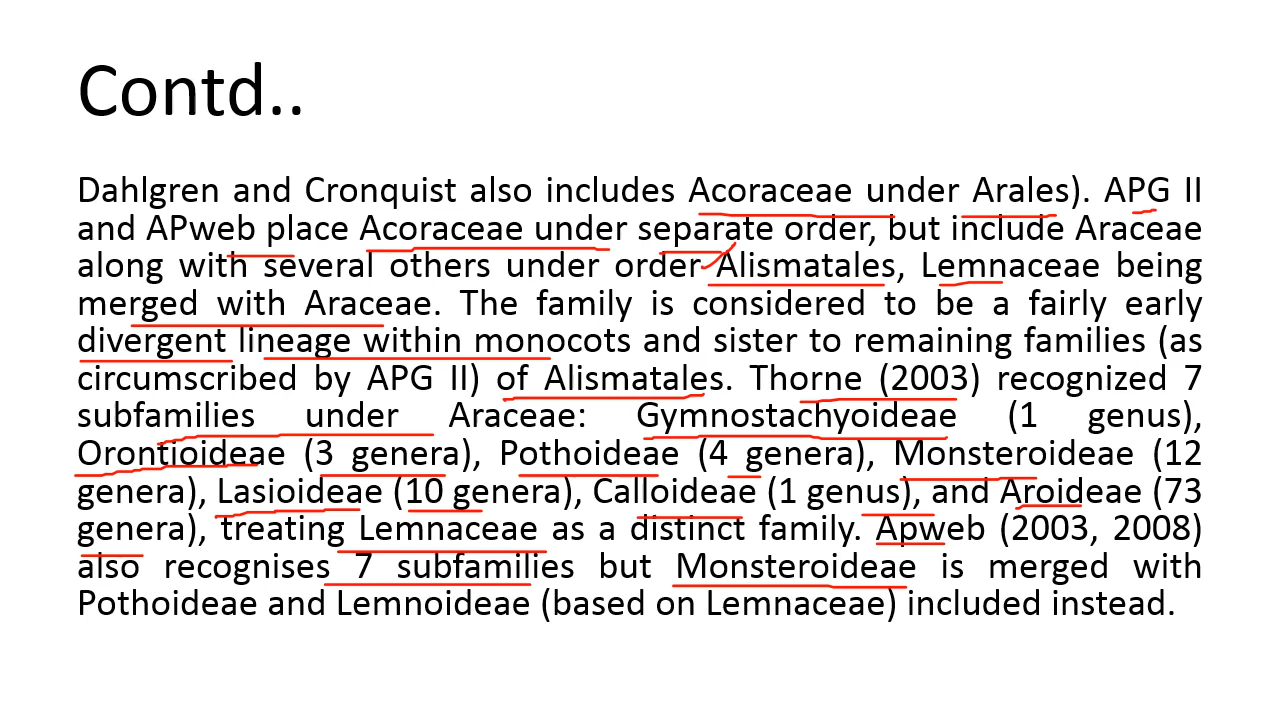 Contd..
Dahlgren and Cronquist also includes Acoraceae under Arales). APG II
and APweb place Acoraceae under separate order, but include Araceae
along with several others under order Alismatales, Lemnaceae being
merged with Araceae. The family is considered to be a fairly early
divergent lineage within monocots and sister to remaining families (as
circumscribed by APG II) of Alismatales. Thorne (2003) recognized 7
subfamilies under Araceae: Gymnostachyoideae (1 genus),
Orontioideae (3 genera), Pothoideae (4 genera), Monsteroideae (12
genera), Lasioideae (10 genera), Calloideae (1 genus), and Aroideae (73
genera), treating Lemnaceae as a distinct family. Apweb (2003, 2008)
also recognises 7 subfamilies but Monsteroideae is merged with
Pothoideae and Lemnoideae (based on Lemnaceae) included instead.